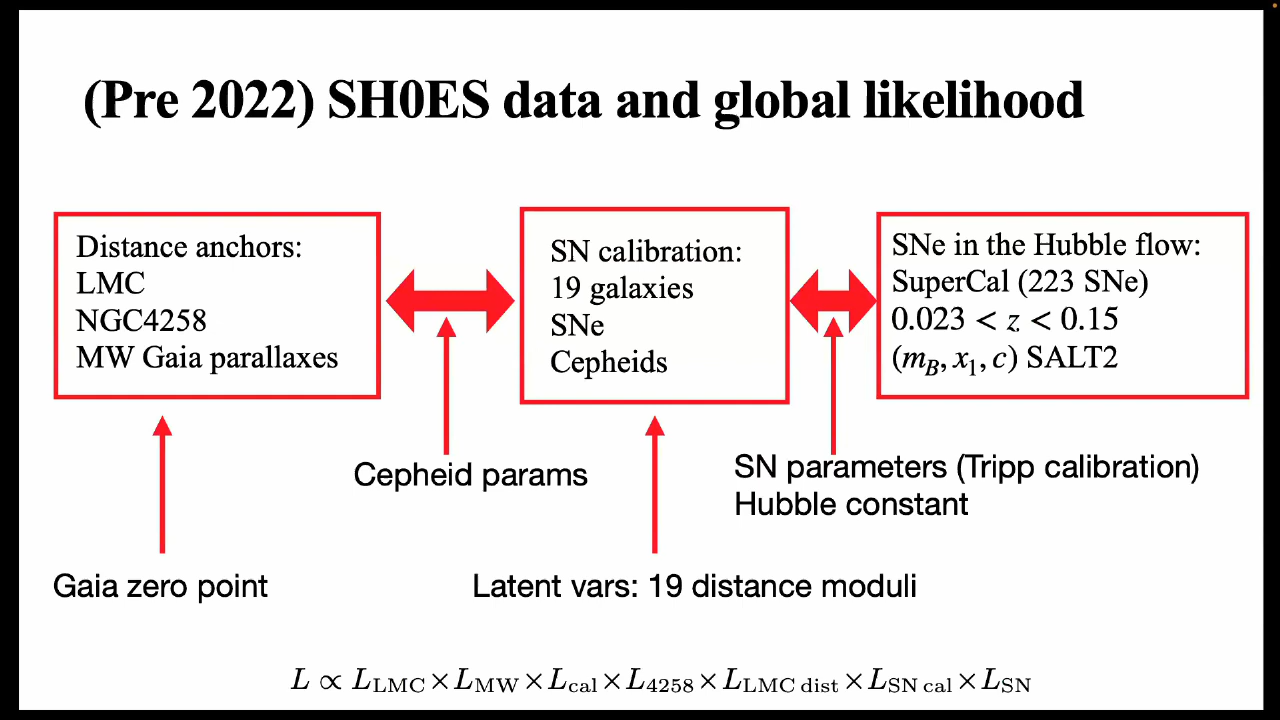 (Pre 2022) SH0ES data and global likelihood
Distance anchors:
LMC
NGC4258
MW Gaia parallaxes
SN calibration:
19 galaxies
SNe
Cepheids
SNe in the Hubble flow:
SuperCal (223 SNe)
0.023 < z < 0.15
(m_B, x_1, c) SALT2
Cepheid params
SN parameters (Tripp calibration)
Hubble constant
Gaia zero point
Latent vars: 19 distance moduli
L ∝ L_LMC × L_MW × L_cal × L_4258 × L_LMC dist × L_SN cal × L_SN